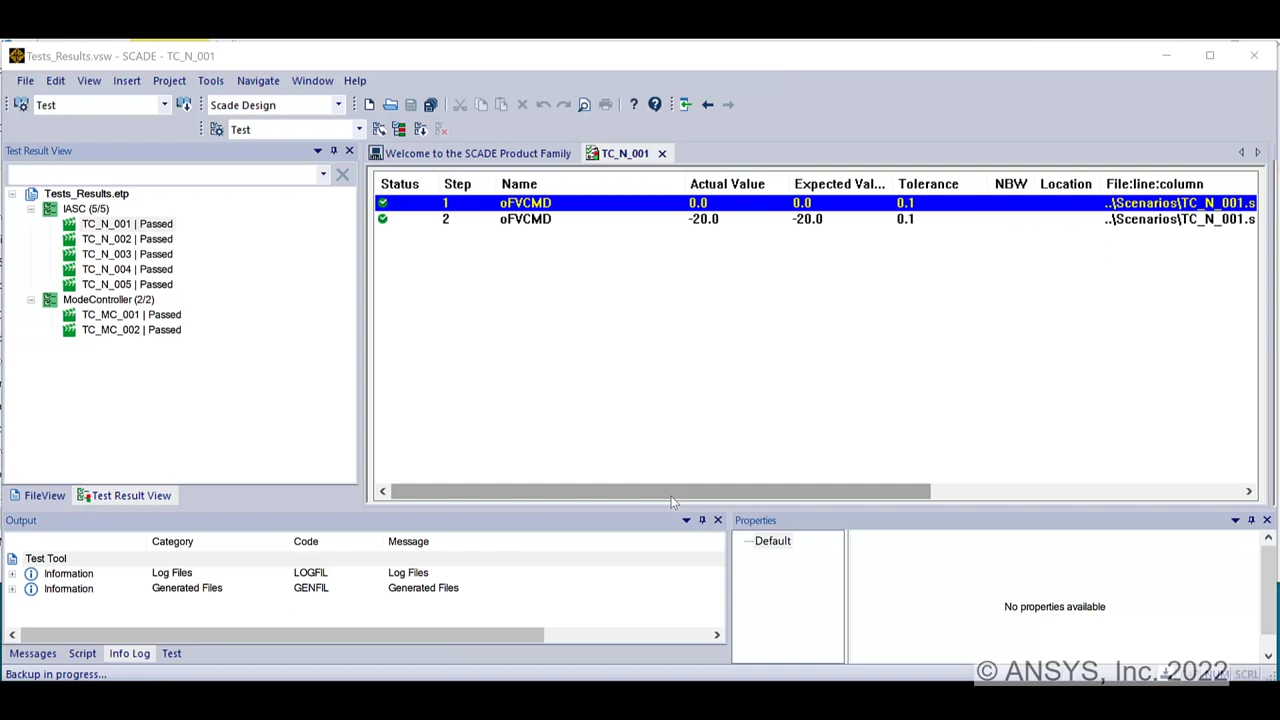 Tests_Results.vsw - SCADE - TC_N_001
File Edit View Insert Project Tools Navigate Window Help
Test Scade Design
Test
Test Result View
Welcome to the SCADE Product Family TC_N_001
Tests_Results.etp
IASC (5/5)
TC_N_001 | Passed
TC_N_002 | Passed
TC_N_003 | Passed
TC_N_004 | Passed
TC_N_005 | Passed
ModeController (2/2)
TC_MC_001 | Passed
TC_MC_002 | Passed
Status Step Name Actual Value Expected Val... Tolerance NBW Location File:line:column
1 oFVCMD 0.0 0.0 0.1 ..\Scenarios\TC_N_001.s
2 oFVCMD -20.0 -20.0 0.1 ..\Scenarios\TC_N_001.s
FileView Test Result View
Output
Category Code Message
Test Tool
Information Log Files LOGFIL Log Files
Information Generated Files GENFIL Generated Files
Messages Script Info Log Test
Properties
Default
No properties available
Backup in progress...
NUM SCRL
© ANSYS, Inc. 2022